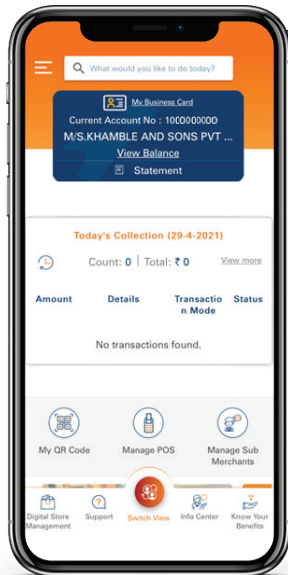 What would you like to do today?
My Business Card
Current Account No : 10000000000
M/S.KHAMBLE AND SONS PVT ...
View Balance
Statement
Today's Collection (29-4-2021)
Count: 0 | Total: ₹ 0 View more
Amount Details Transactio Status
n Mode
No transactions found.
My QR Code Manage POS Manage Sub
Merchants
Digital Store Support Switch View Info Center Know Your
Management Benefits